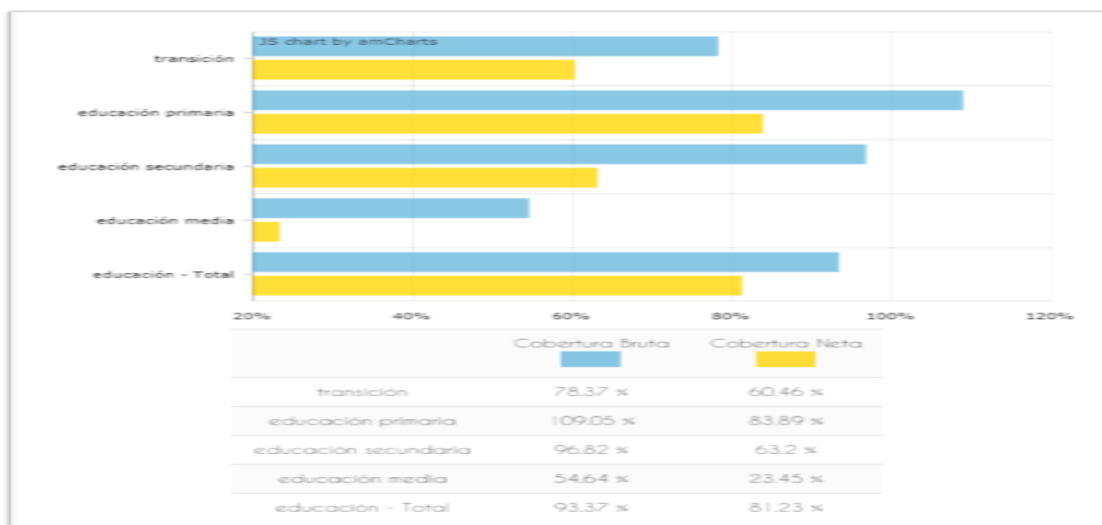 JS chart by amCharts
transición
educación primaria
educación secundaria
educación media
educación - Total
20% 40% 60% 80% 100% 120%
Cobertura Bruta Cobertura Neta
transición 78.37 % 60.46 %
educación primaria 109.05 % 83.89 %
educación secundaria 96.82 % 63.2 %
educación media 54.64 % 23.45 %
educación - Total 93.37 % 81.23 %